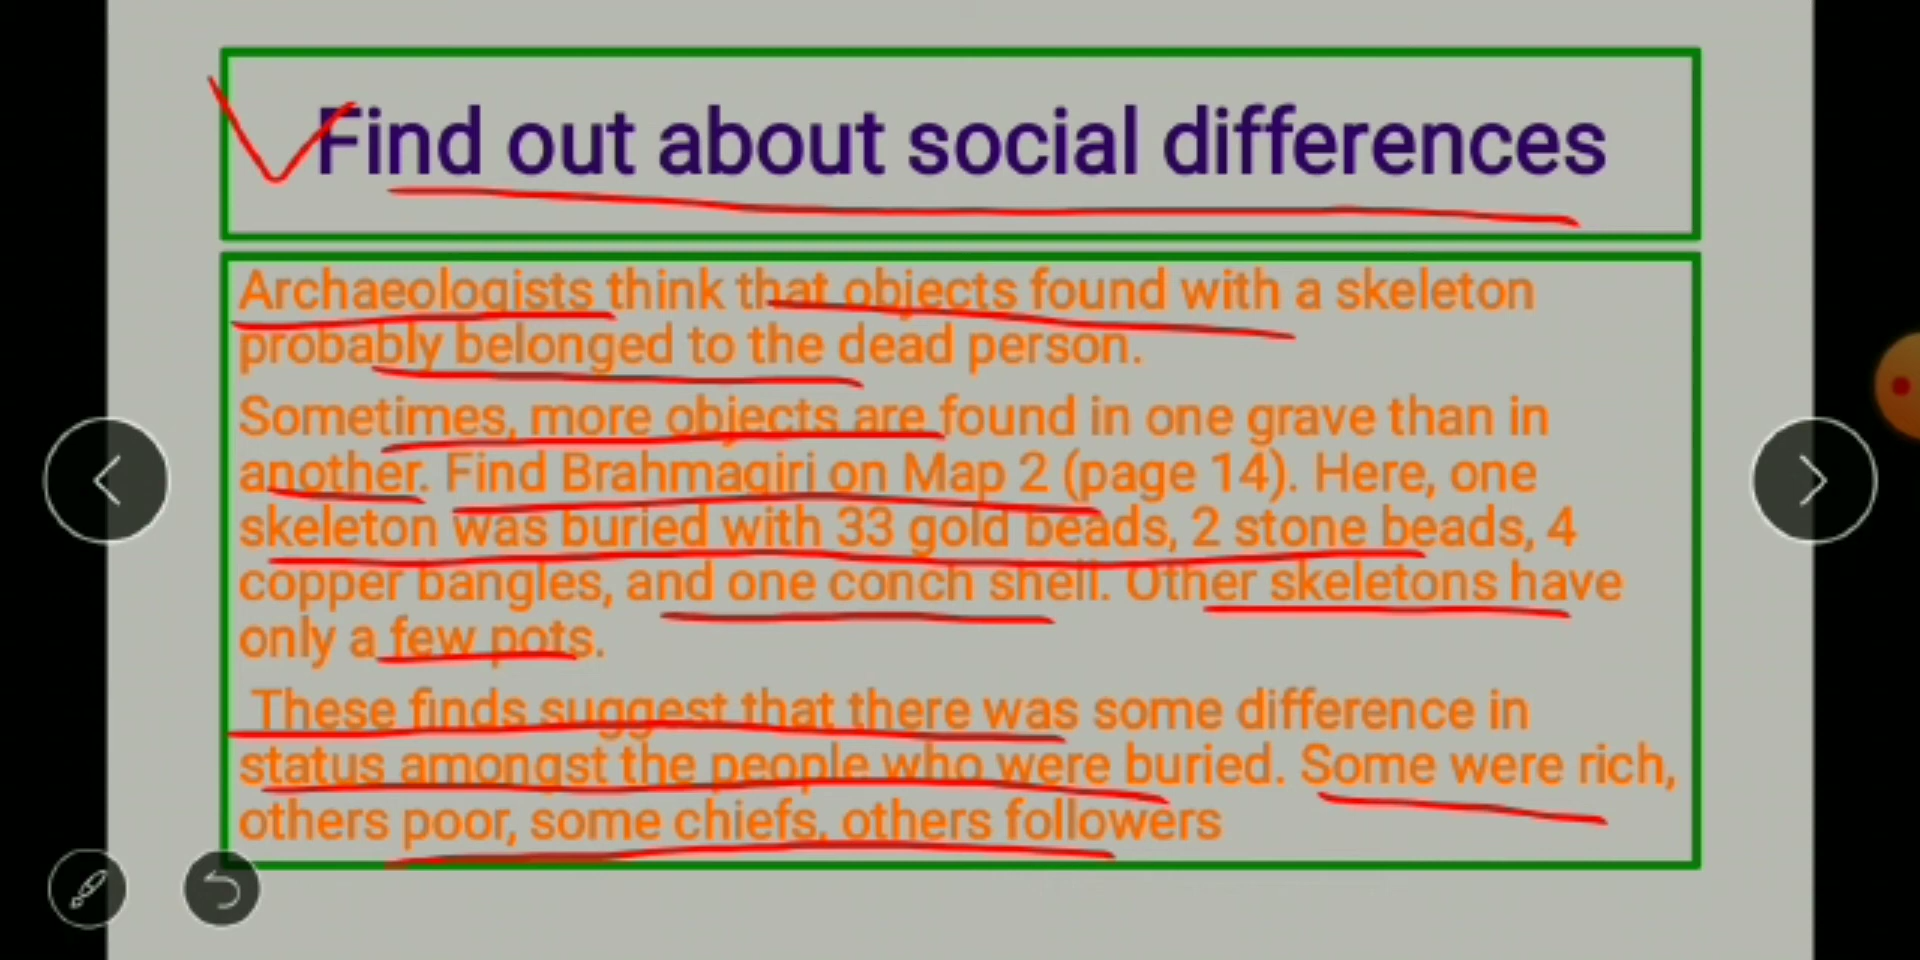 Find out about social differences
Archaeologists think that objects found with a skeleton
probably belonged to the dead person.
Sometimes, more objects are found in one grave than in
another. Find Brahmagiri on Map 2 (page 14). Here, one
skeleton was buried with 33 gold beads, 2 stone beads, 4
copper bangles, and one conch shell. Other skeletons have
only a few pots.
These finds suggest that there was some difference in
status amongst the people who were buried. Some were rich,
others poor, some chiefs, others followers